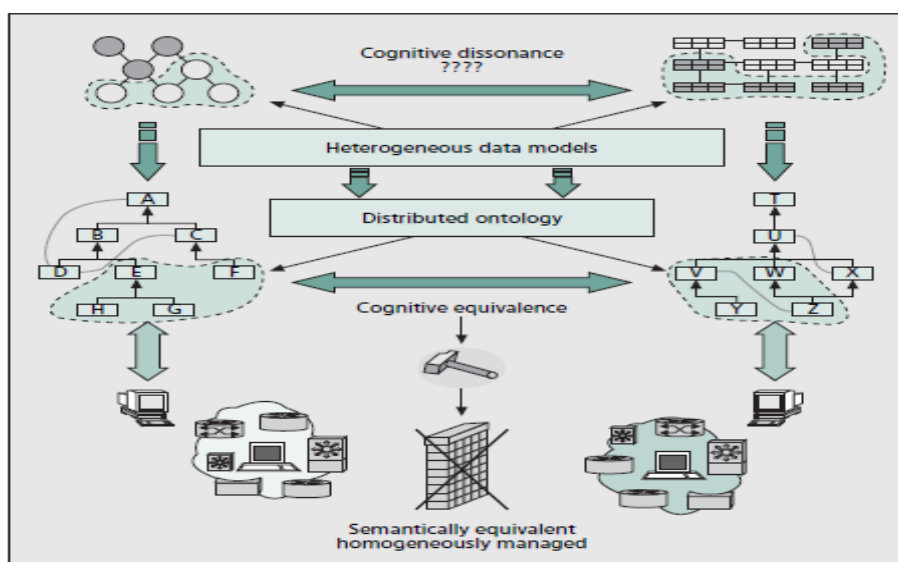 Cognitive dissonance
????
Heterogeneous data models
Distributed ontology
A
B
C
D
E
F
H
G
T
U
V
W
X
Y
Z
Cognitive equivalence
Semantically equivalent
homogeneously managed